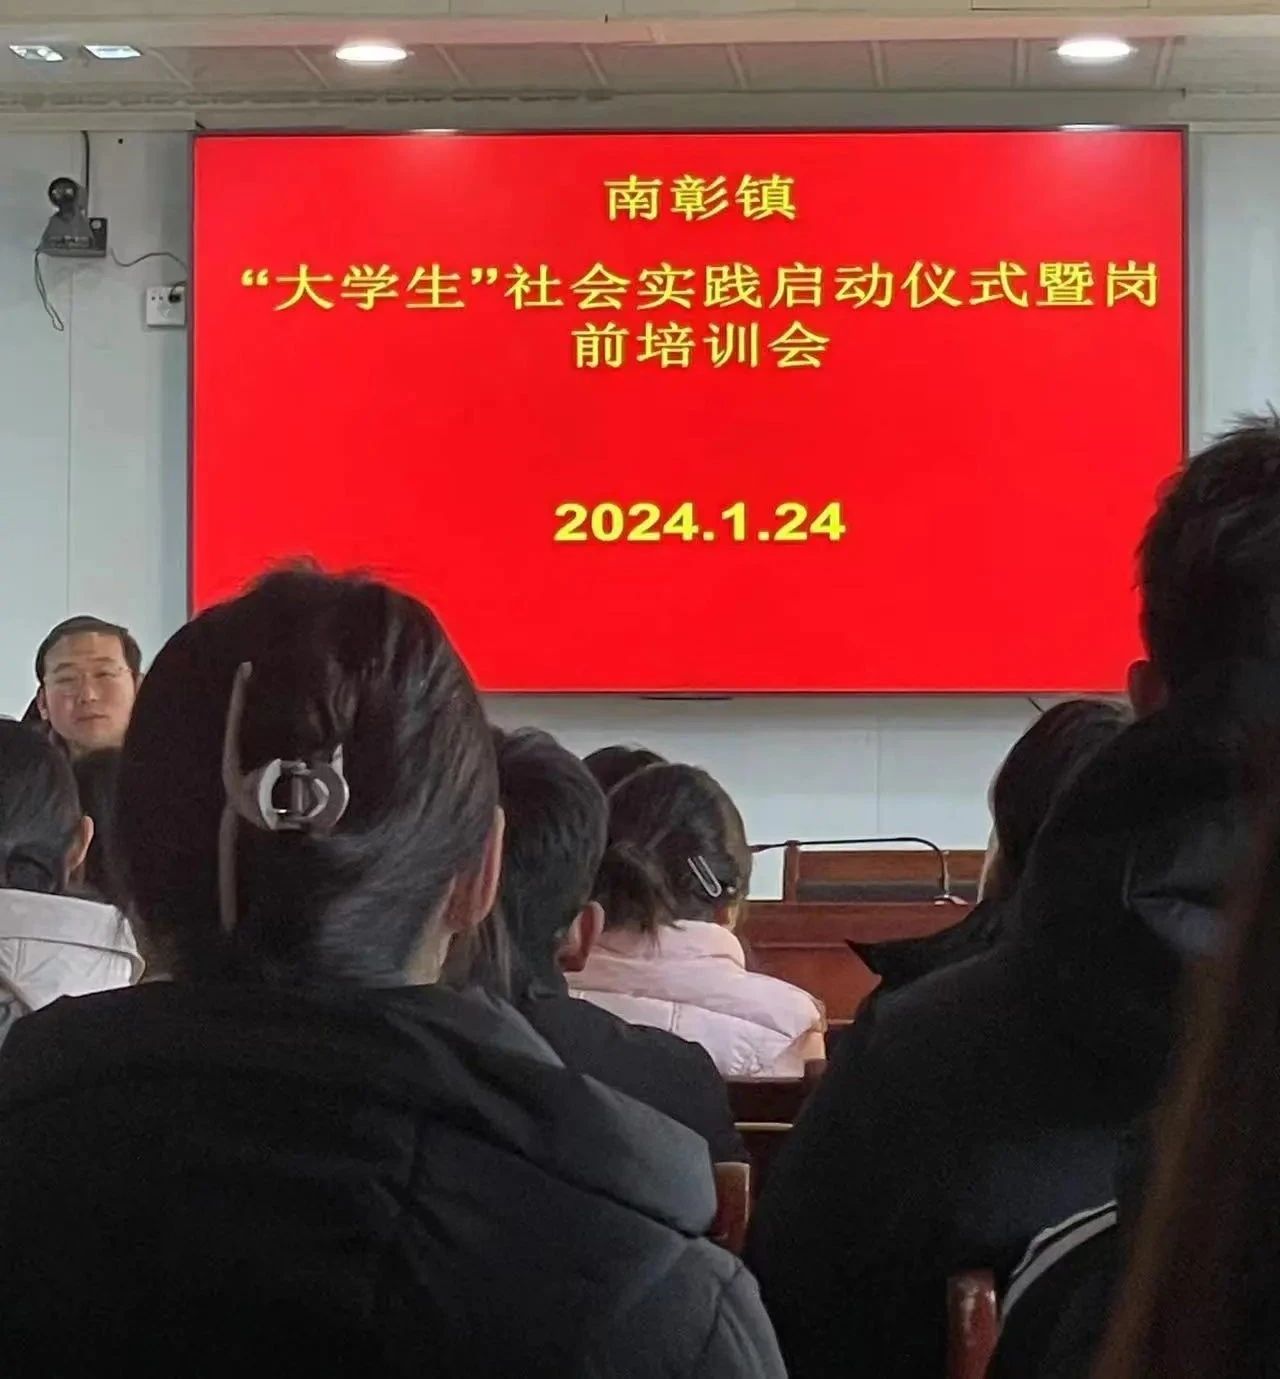 南彰镇
“大学生”社会实践启动仪式暨岗
前培训会
2024.1.24